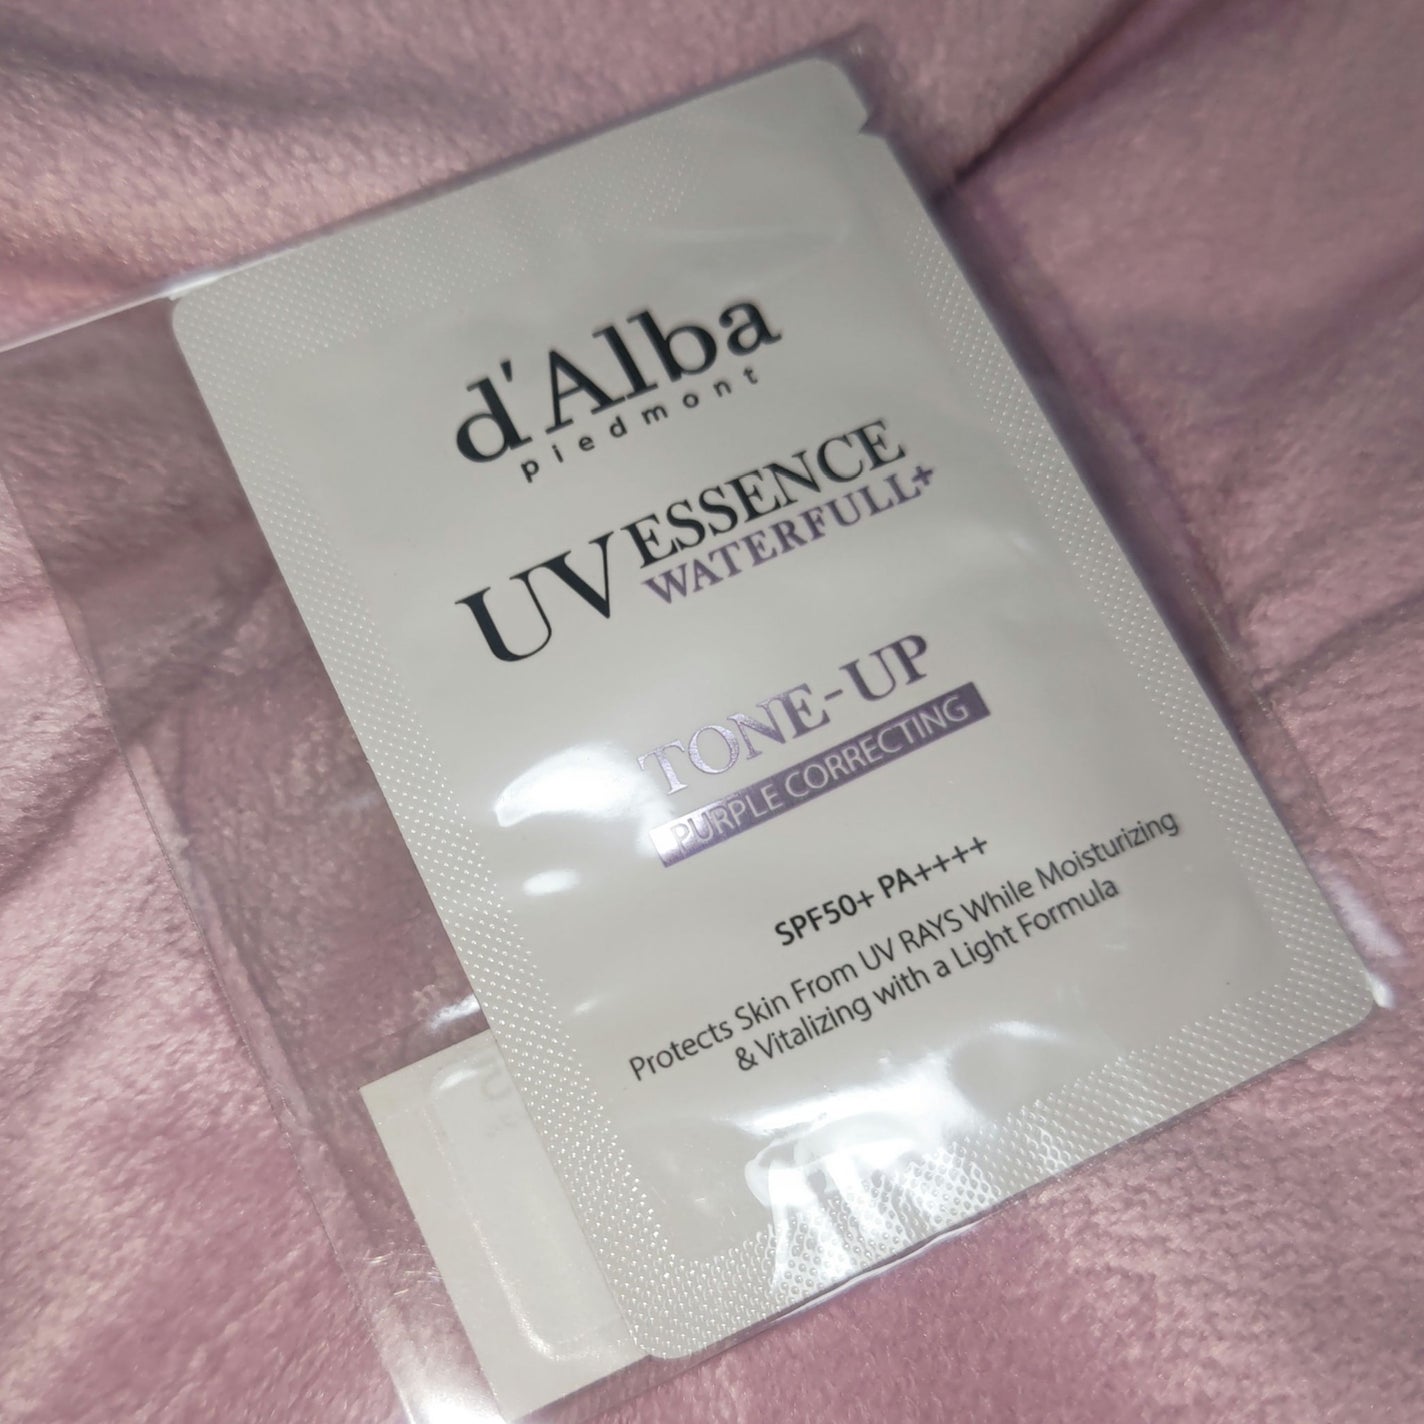 d'Alba
piedmont
UV ESSENCE
WATERFULL+
TONE-UP
PURPLE CORRECTING
SPF50+ PA++++
Protects Skin From UV RAYS While Moisturizing
& Vitalizing with a Light Formula